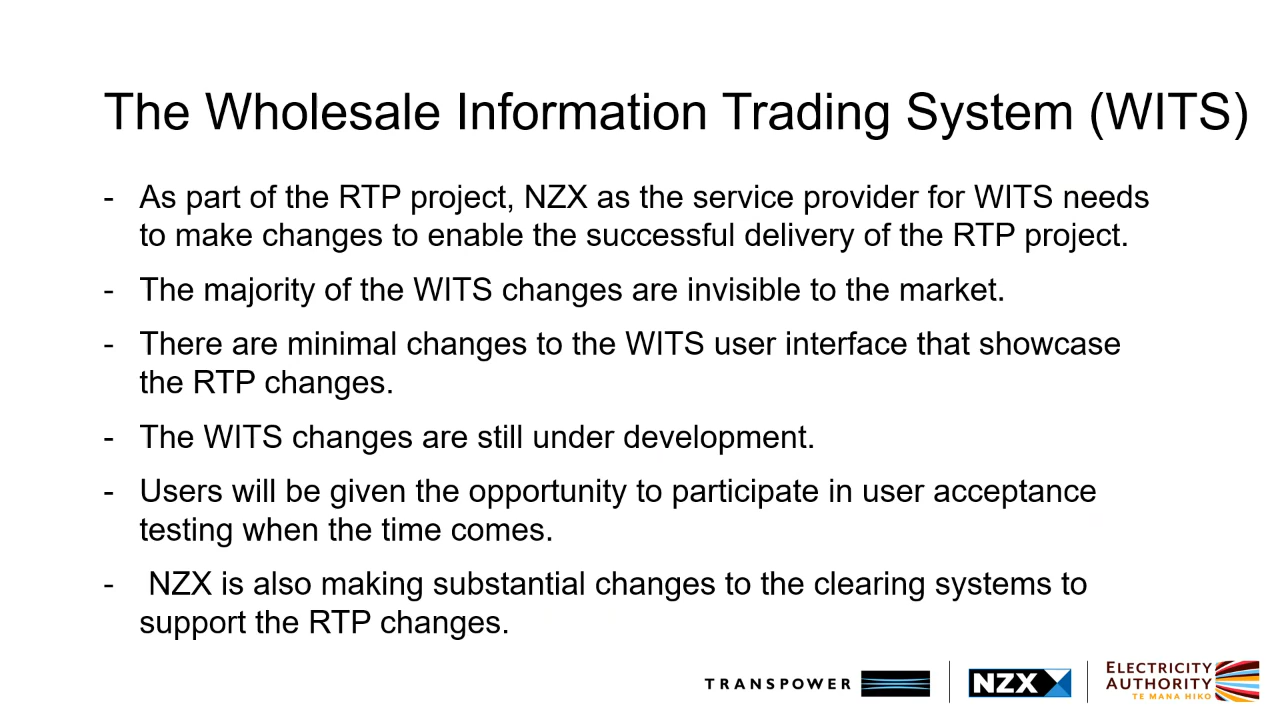 The Wholesale Information Trading System (WITS)
- As part of the RTP project, NZX as the service provider for WITS needs
to make changes to enable the successful delivery of the RTP project.
- The majority of the WITS changes are invisible to the market.
- There are minimal changes to the WITS user interface that showcase
the RTP changes.
- The WITS changes are still under development.
- Users will be given the opportunity to participate in user acceptance
testing when the time comes.
- NZX is also making substantial changes to the clearing systems to
support the RTP changes.
TRANSPOWER
NZX
ELECTRICITY
AUTHORITY
TE MANA HIKO